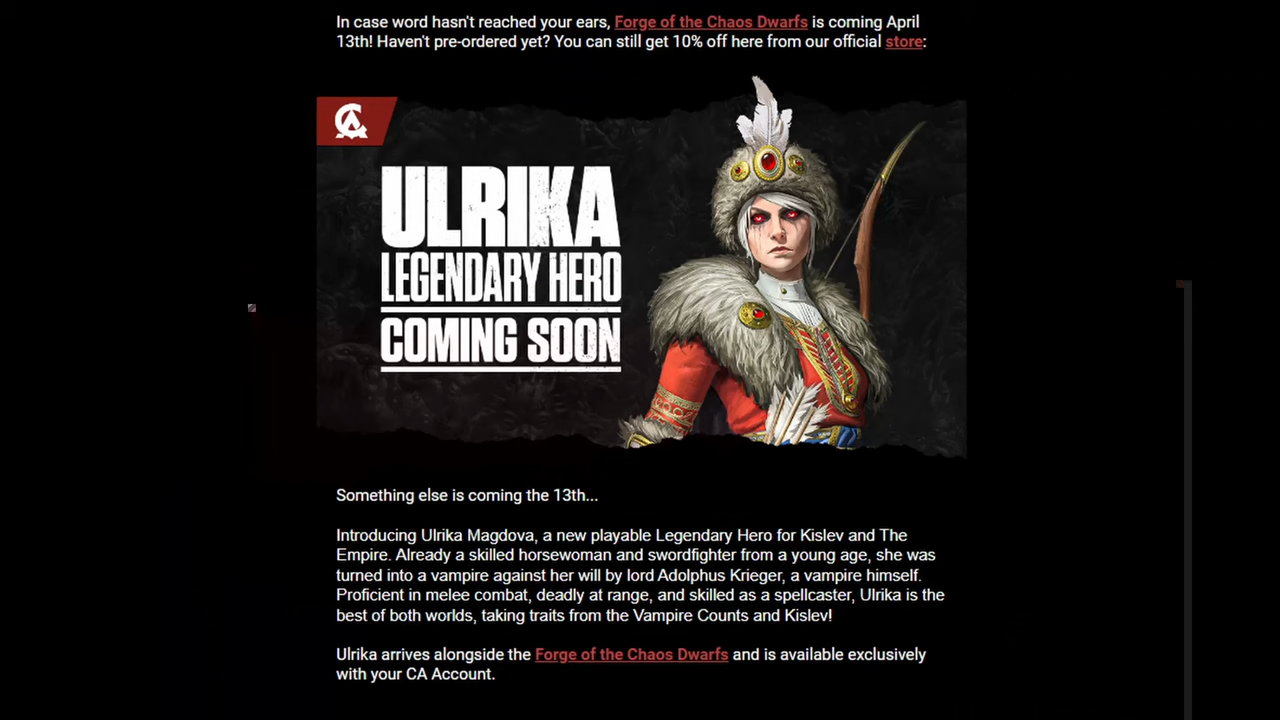 In case word hasn't reached your ears, Forge of the Chaos Dwarfs is coming April
13th! Haven't pre-ordered yet? You can still get 10% off here from our official store:
ULRIKA
LEGENDARY HERO
COMING SOON
Something else is coming the 13th...
Introducing Ulrika Magdova, a new playable Legendary Hero for Kislev and The
Empire. Already a skilled horsewoman and swordfighter from a young age, she was
turned into a vampire against her will by lord Adolphus Krieger, a vampire himself.
Proficient in melee combat, deadly at range, and skilled as a spellcaster, Ulrika is the
best of both worlds, taking traits from the Vampire Counts and Kislev!
Ulrika arrives alongside the Forge of the Chaos Dwarfs and is available exclusively
with your CA Account.